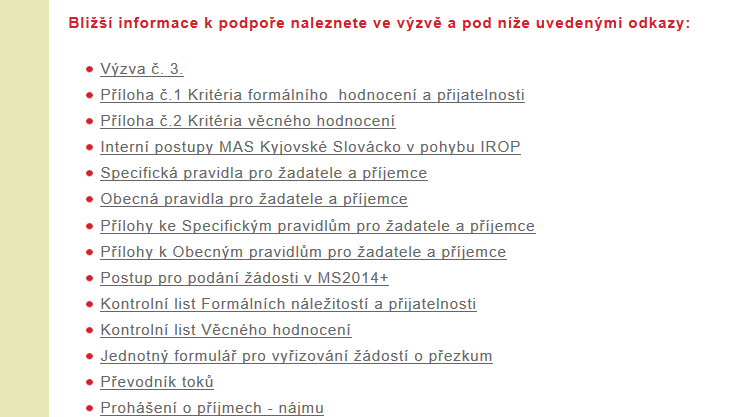 Bližší informace k podpoře naleznete ve výzvě a pod níže uvedenými odkazy:
Výzva č. 3.
Příloha č.1 Kritéria formálního  hodnocení a přijatelnosti
Příloha č.2 Kritéria věcného hodnocení
Interní postupy MAS Kyjovské Slovácko v pohybu IROP
Specifická pravidla pro žadatele a příjemce
Obecná pravidla pro žadatele a příjemce
Přílohy ke Specifickým pravidlům pro žadatele a příjemce
Přílohy k Obecným pravidlům pro žadatele a příjemce
Postup pro podání žádosti v MS2014+
Kontrolní list Formálních náležitostí a přijatelnosti
Kontrolní list Věcného hodnocení
Jednotný formulář pro vyřizování žádostí o přezkum
Převodník toků
Prohášení o příjmech - nájmu